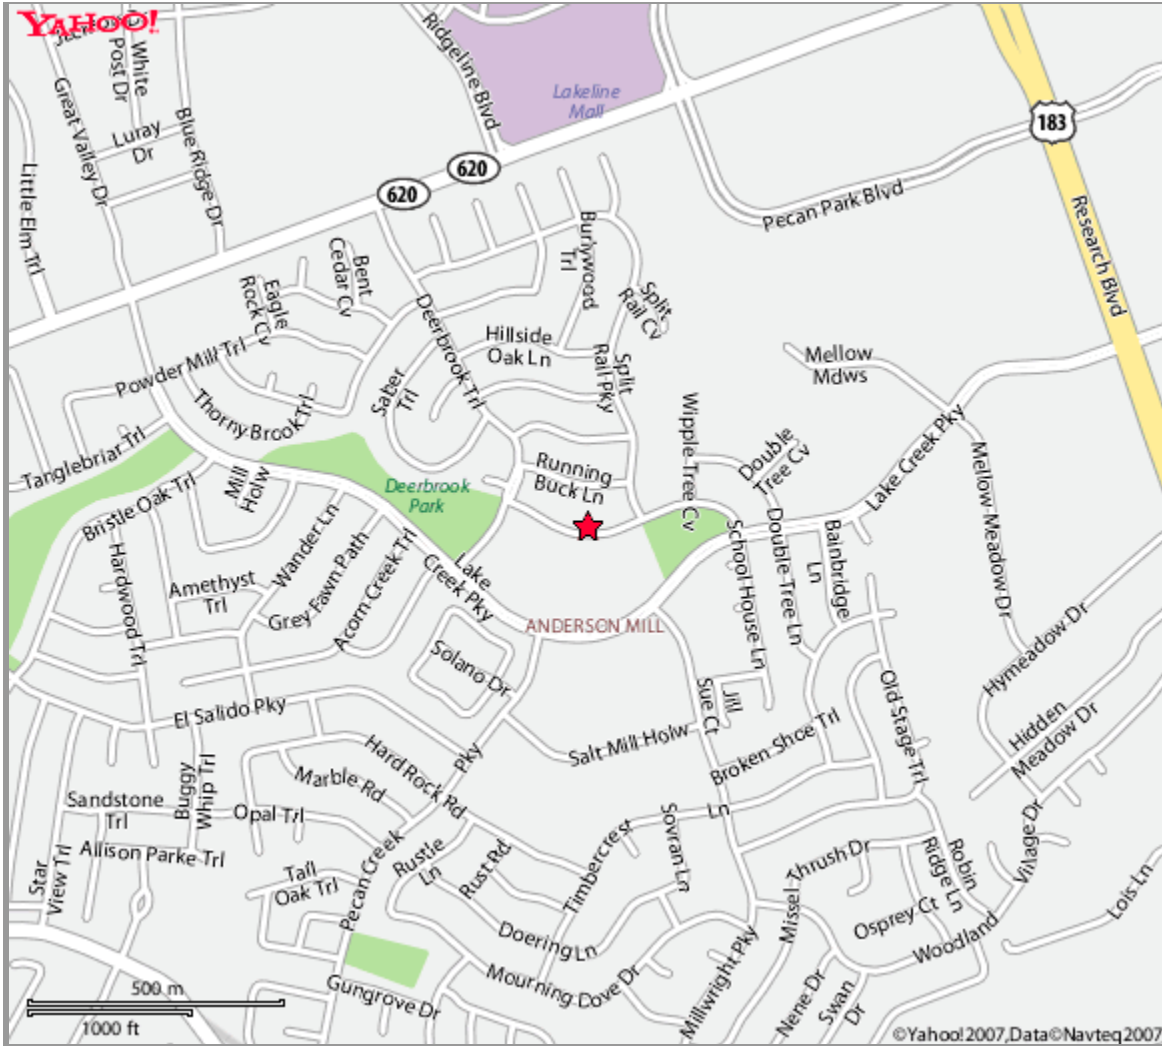 YAHOO!
White
Post Dr
Great Valley Dr
Luray
Dr
Blue Ridge Dr
Little Elm Trl
Ridgeline Blvd
Lakeline
Mall
183
620
620
Pecan Park Blvd
Research Blvd
Burlywood
Trl
Bent
Cedar Cv
Eagle
Rock Cv
Split
Rail Cv
Deerbrook Trl
Hillside
Oak Ln
Split
Rail Pky
Mellow
Mdws
Powder Mill Trl
Saber
Trl
Thorny Brook Trl
Wipple Tree Cv
Double
Tree Cv
Lake Creek Pky
Tanglebriar Trl
Mill
Holw
Running
Buck Ln
Deerbrook
Park
Bristle Oak Trl
Mellow Meadow Dr
Wander Ln
Hardwood Trl
Amethyst
Trl
Grey Fawn Path
Acorn Creek Trl
Lake
Creek Pky
School House Ln
Double Tree Ln
Bainbridge
Ln
ANDERSON MILL
Hymeadow Dr
Solano Dr
Jill
Sue Ct
Old Stage Trl
El Salido Pky
Hidden
Meadow Dr
Salt Mill Holw
Broken Shoe Trl
Hard Rock Rd
Pky
Marble Rd
Buggy
Whip Trl
Sandstone
Trl
Opal Trl
Ln
Timbercrest
Sovran Ln
Village Dr
Allison Parke Trl
Star
View Trl
Tall
Oak Trl
Pecan Creek
Rustle
Ln
Rust Rd
Missel Thrush Dr
Robin
Ridge Ln
Osprey Ct
Lois Ln
Doering Ln
Woodland
Mourning Dove Dr
Millwright Pky
Nene Dr
Swan
Dr
Gungrove Dr
500 m
1000 ft
©Yahoo!2007,Data©Navteq2007